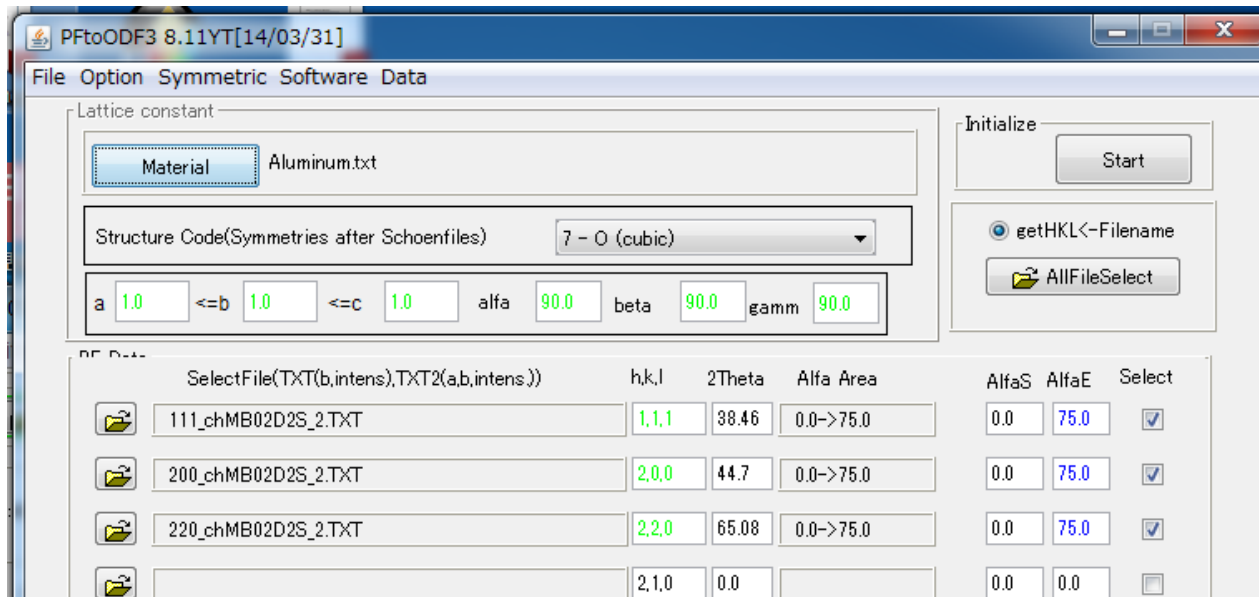 PFtoODF3 8.11YT[14/03/31]
File Option Symmetric Software Data
Lattice constant
Initialize
Material Aluminum.txt
Start
Structure Code(Symmetries after Schoenfiles) 7 - O (cubic)
getHKL<-Filename
AllFileSelect
a 1.0 <=b 1.0 <=c 1.0 alfa 90.0 beta 90.0 gamm 90.0
PF Data
SelectFile(TXT(b,intens),TXT2(a,b,intens.)) h,k,l 2Theta Alfa Area AlfaS AlfaE Select
111_chMB02D2S_2.TXT 1,1,1 38.46 0.0->75.0 0.0 75.0
200_chMB02D2S_2.TXT 2,0,0 44.7 0.0->75.0 0.0 75.0
220_chMB02D2S_2.TXT 2,2,0 65.08 0.0->75.0 0.0 75.0
2,1,0 0.0 0.0 0.0